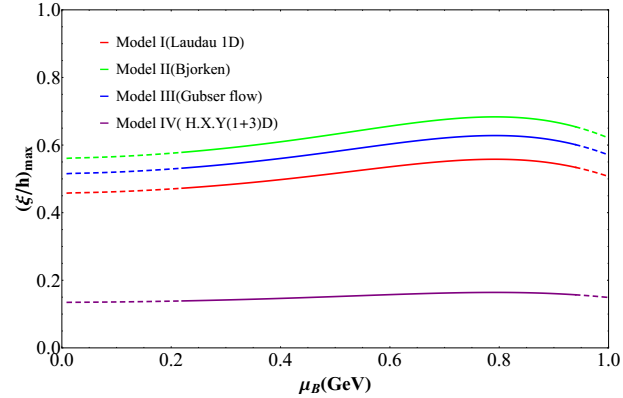 1.0
0.8
0.6
0.4
0.2
0.0
(ξ/h)max
Model I(Laudau 1D)
Model II(Bjorken)
Model III(Gubser flow)
Model IV( H.X.Y(1+3)D)
0.0 0.2 0.4 0.6 0.8 1.0
μB(GeV)